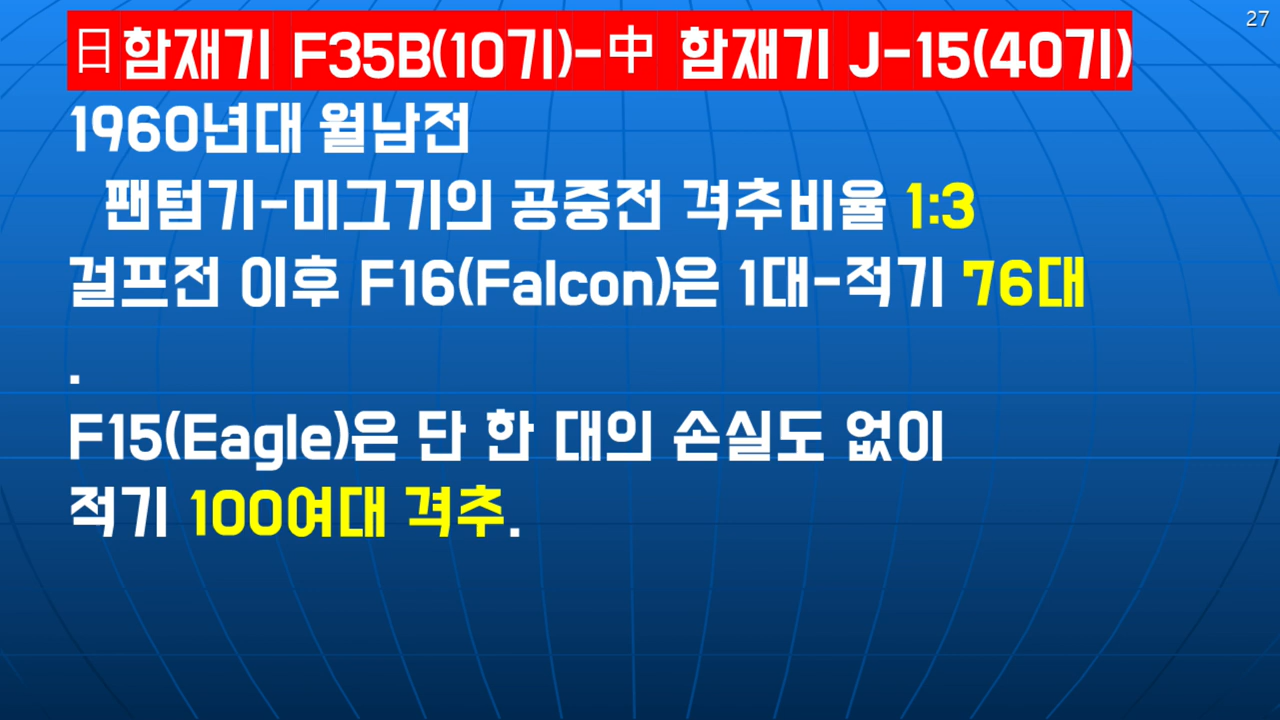 27
日함재기 F35B(10기)-中 함재기 J-15(40기)
1960년대 월남전
팬텀기-미그기의 공중전 격추비율 1:3
걸프전 이후 F16(Falcon)은 1대-적기 76대
.
F15(Eagle)은 단 한 대의 손실도 없이
적기 100여대 격추.